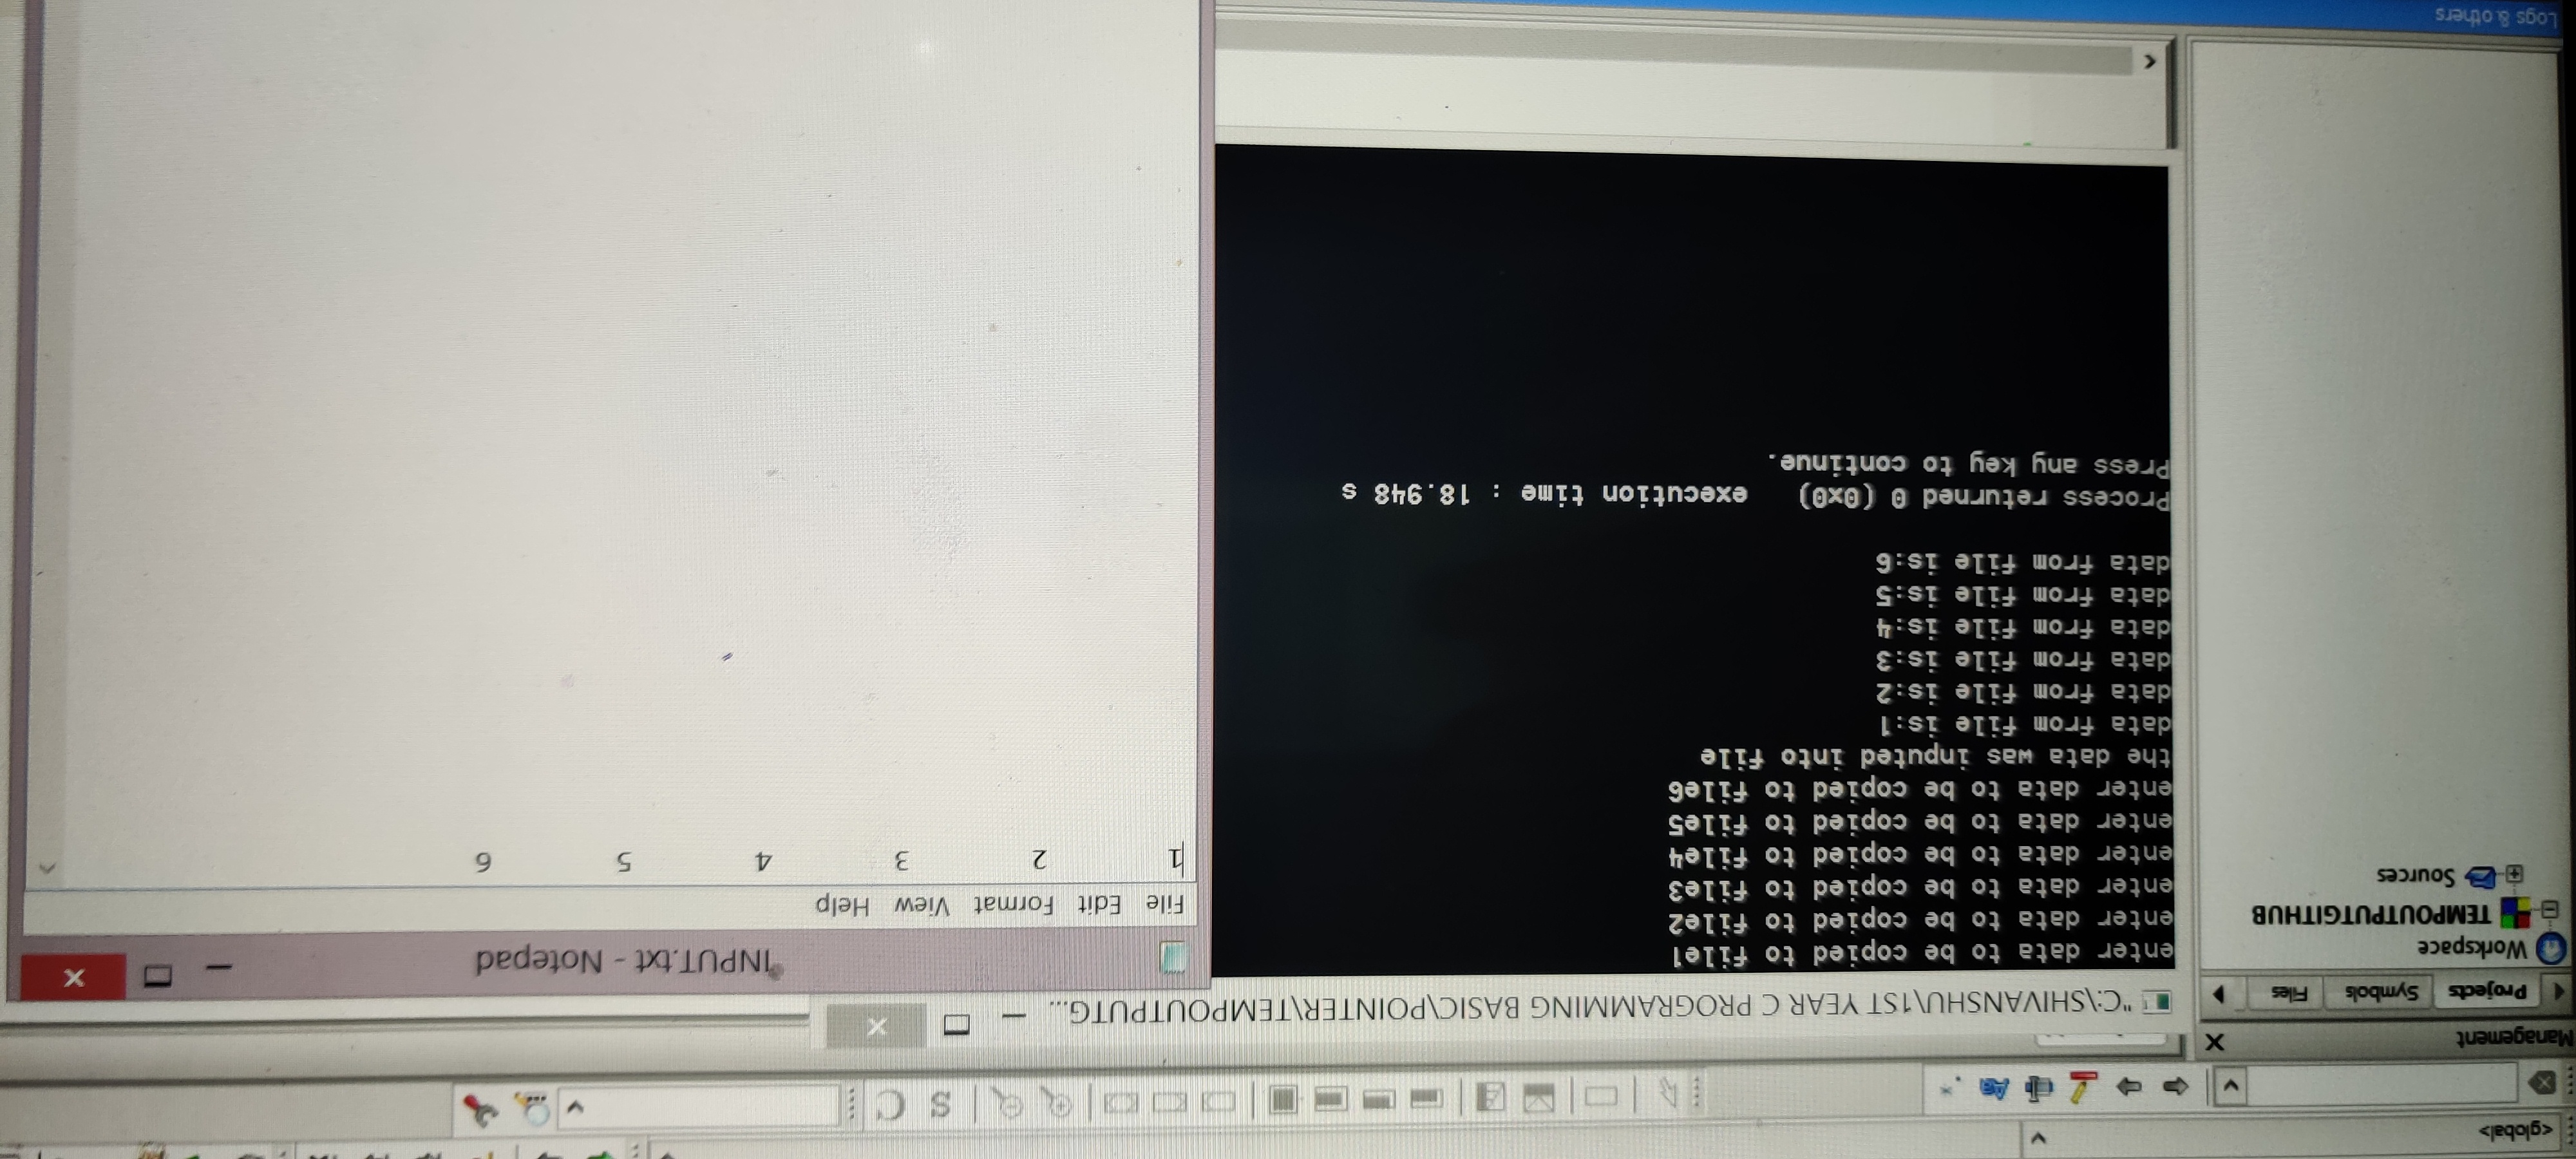 <global>
Management
Projects Symbols Files
Workspace
TEMPOUTPUTGITHUB
Sources
"C:\SHIVANSHU\1ST YEAR C PROGRAMMING BASIC\POINTER\TEMPOUTPUTG...
enter data to be copied to file1
enter data to be copied to file2
enter data to be copied to file3
enter data to be copied to file4
enter data to be copied to file5
enter data to be copied to file6
the data was inputed into file
data from file is:1
data from file is:2
data from file is:3
data from file is:4
data from file is:5
data from file is:6
Process returned 0 (0x0)   execution time : 18.948 s
Press any key to continue.
INPUT.txt - Notepad
File Edit Format View Help
1 2 3 4 5 6
Aa .*
S C
Logs & others